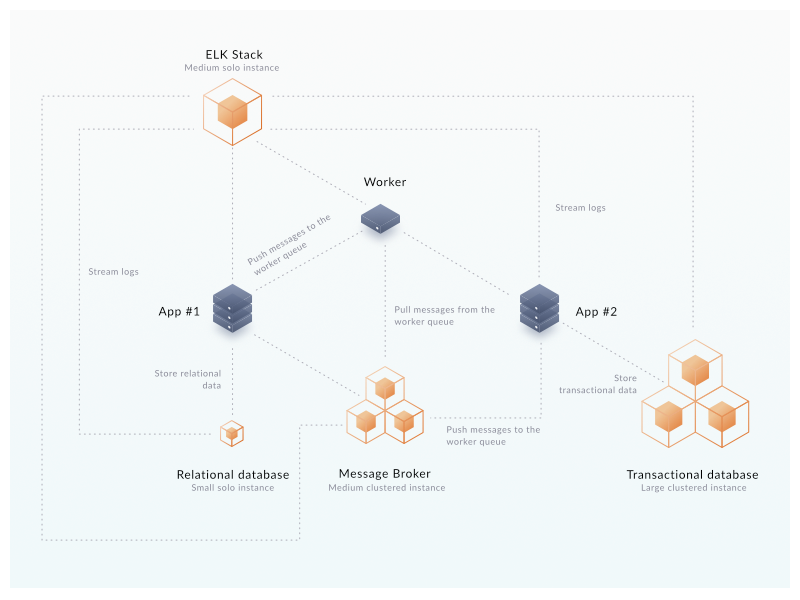 ELK Stack
Medium solo instance
Worker
Stream logs
Push messages to the
worker queue
Stream logs
App #1
Pull messages from the
worker queue
App #2
Store relational
data
Store
transactional data
Push messages to the
worker queue
Relational database
Small solo instance
Message Broker
Medium clustered instance
Transactional database
Large clustered instance